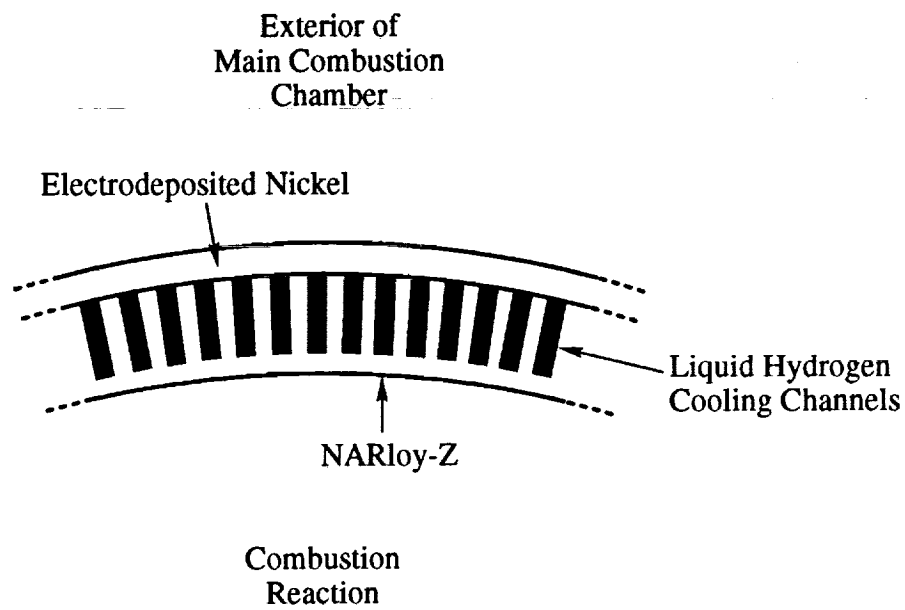 Exterior of
Main Combustion
Chamber
Electrodeposited Nickel
Liquid Hydrogen
Cooling Channels
NARloy-Z
Combustion
Reaction